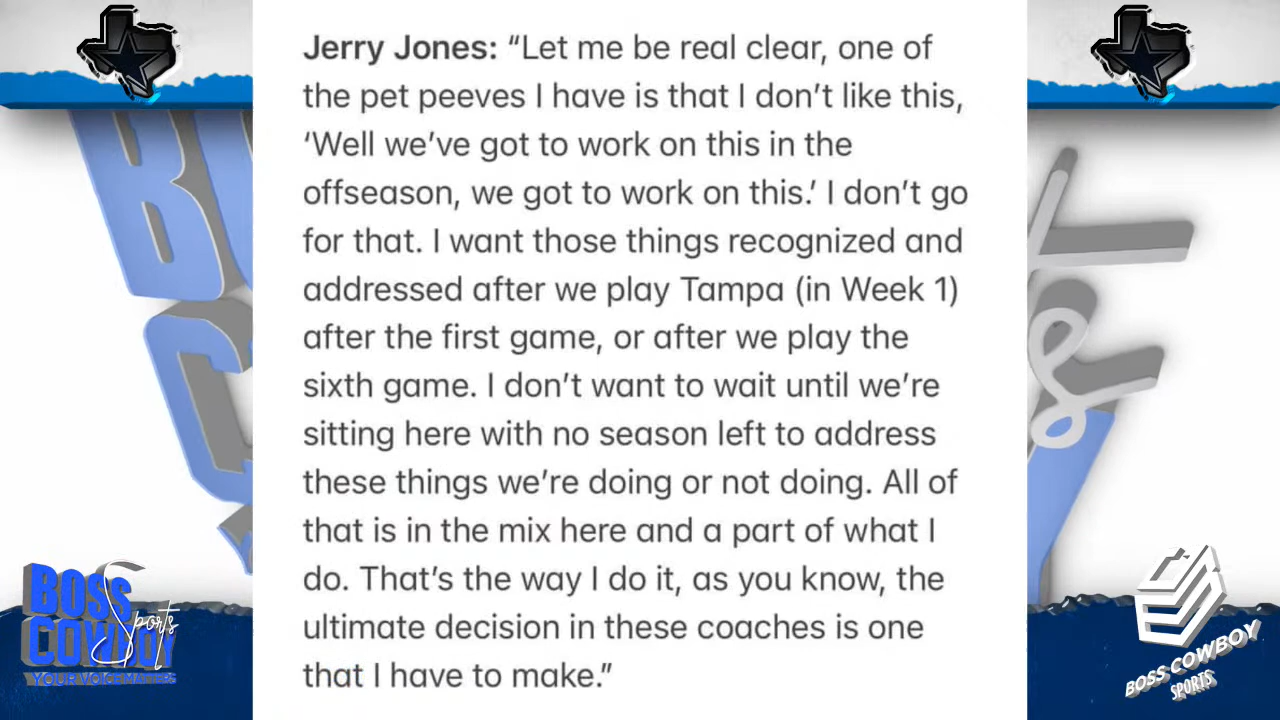 Jerry Jones: “Let me be real clear, one of
the pet peeves I have is that I don’t like this,
‘Well we’ve got to work on this in the
offseason, we got to work on this.’ I don’t go
for that. I want those things recognized and
addressed after we play Tampa (in Week 1)
after the first game, or after we play the
sixth game. I don’t want to wait until we’re
sitting here with no season left to address
these things we’re doing or not doing. All of
that is in the mix here and a part of what I
do. That’s the way I do it, as you know, the
ultimate decision in these coaches is one
that I have to make.”
BOSS
Sports
COWBOY
YOUR VOICE MATTERS
BOSS COWBOY
SPORTS